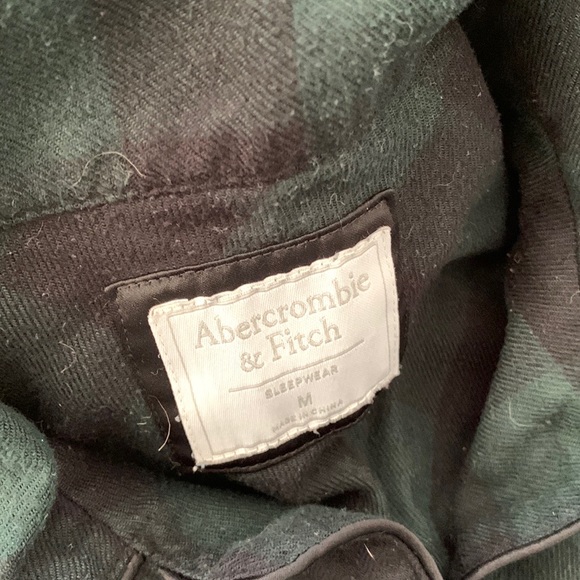 Abercrombie
& Fitch
SLEEPWEAR
M
MADE IN CHINA